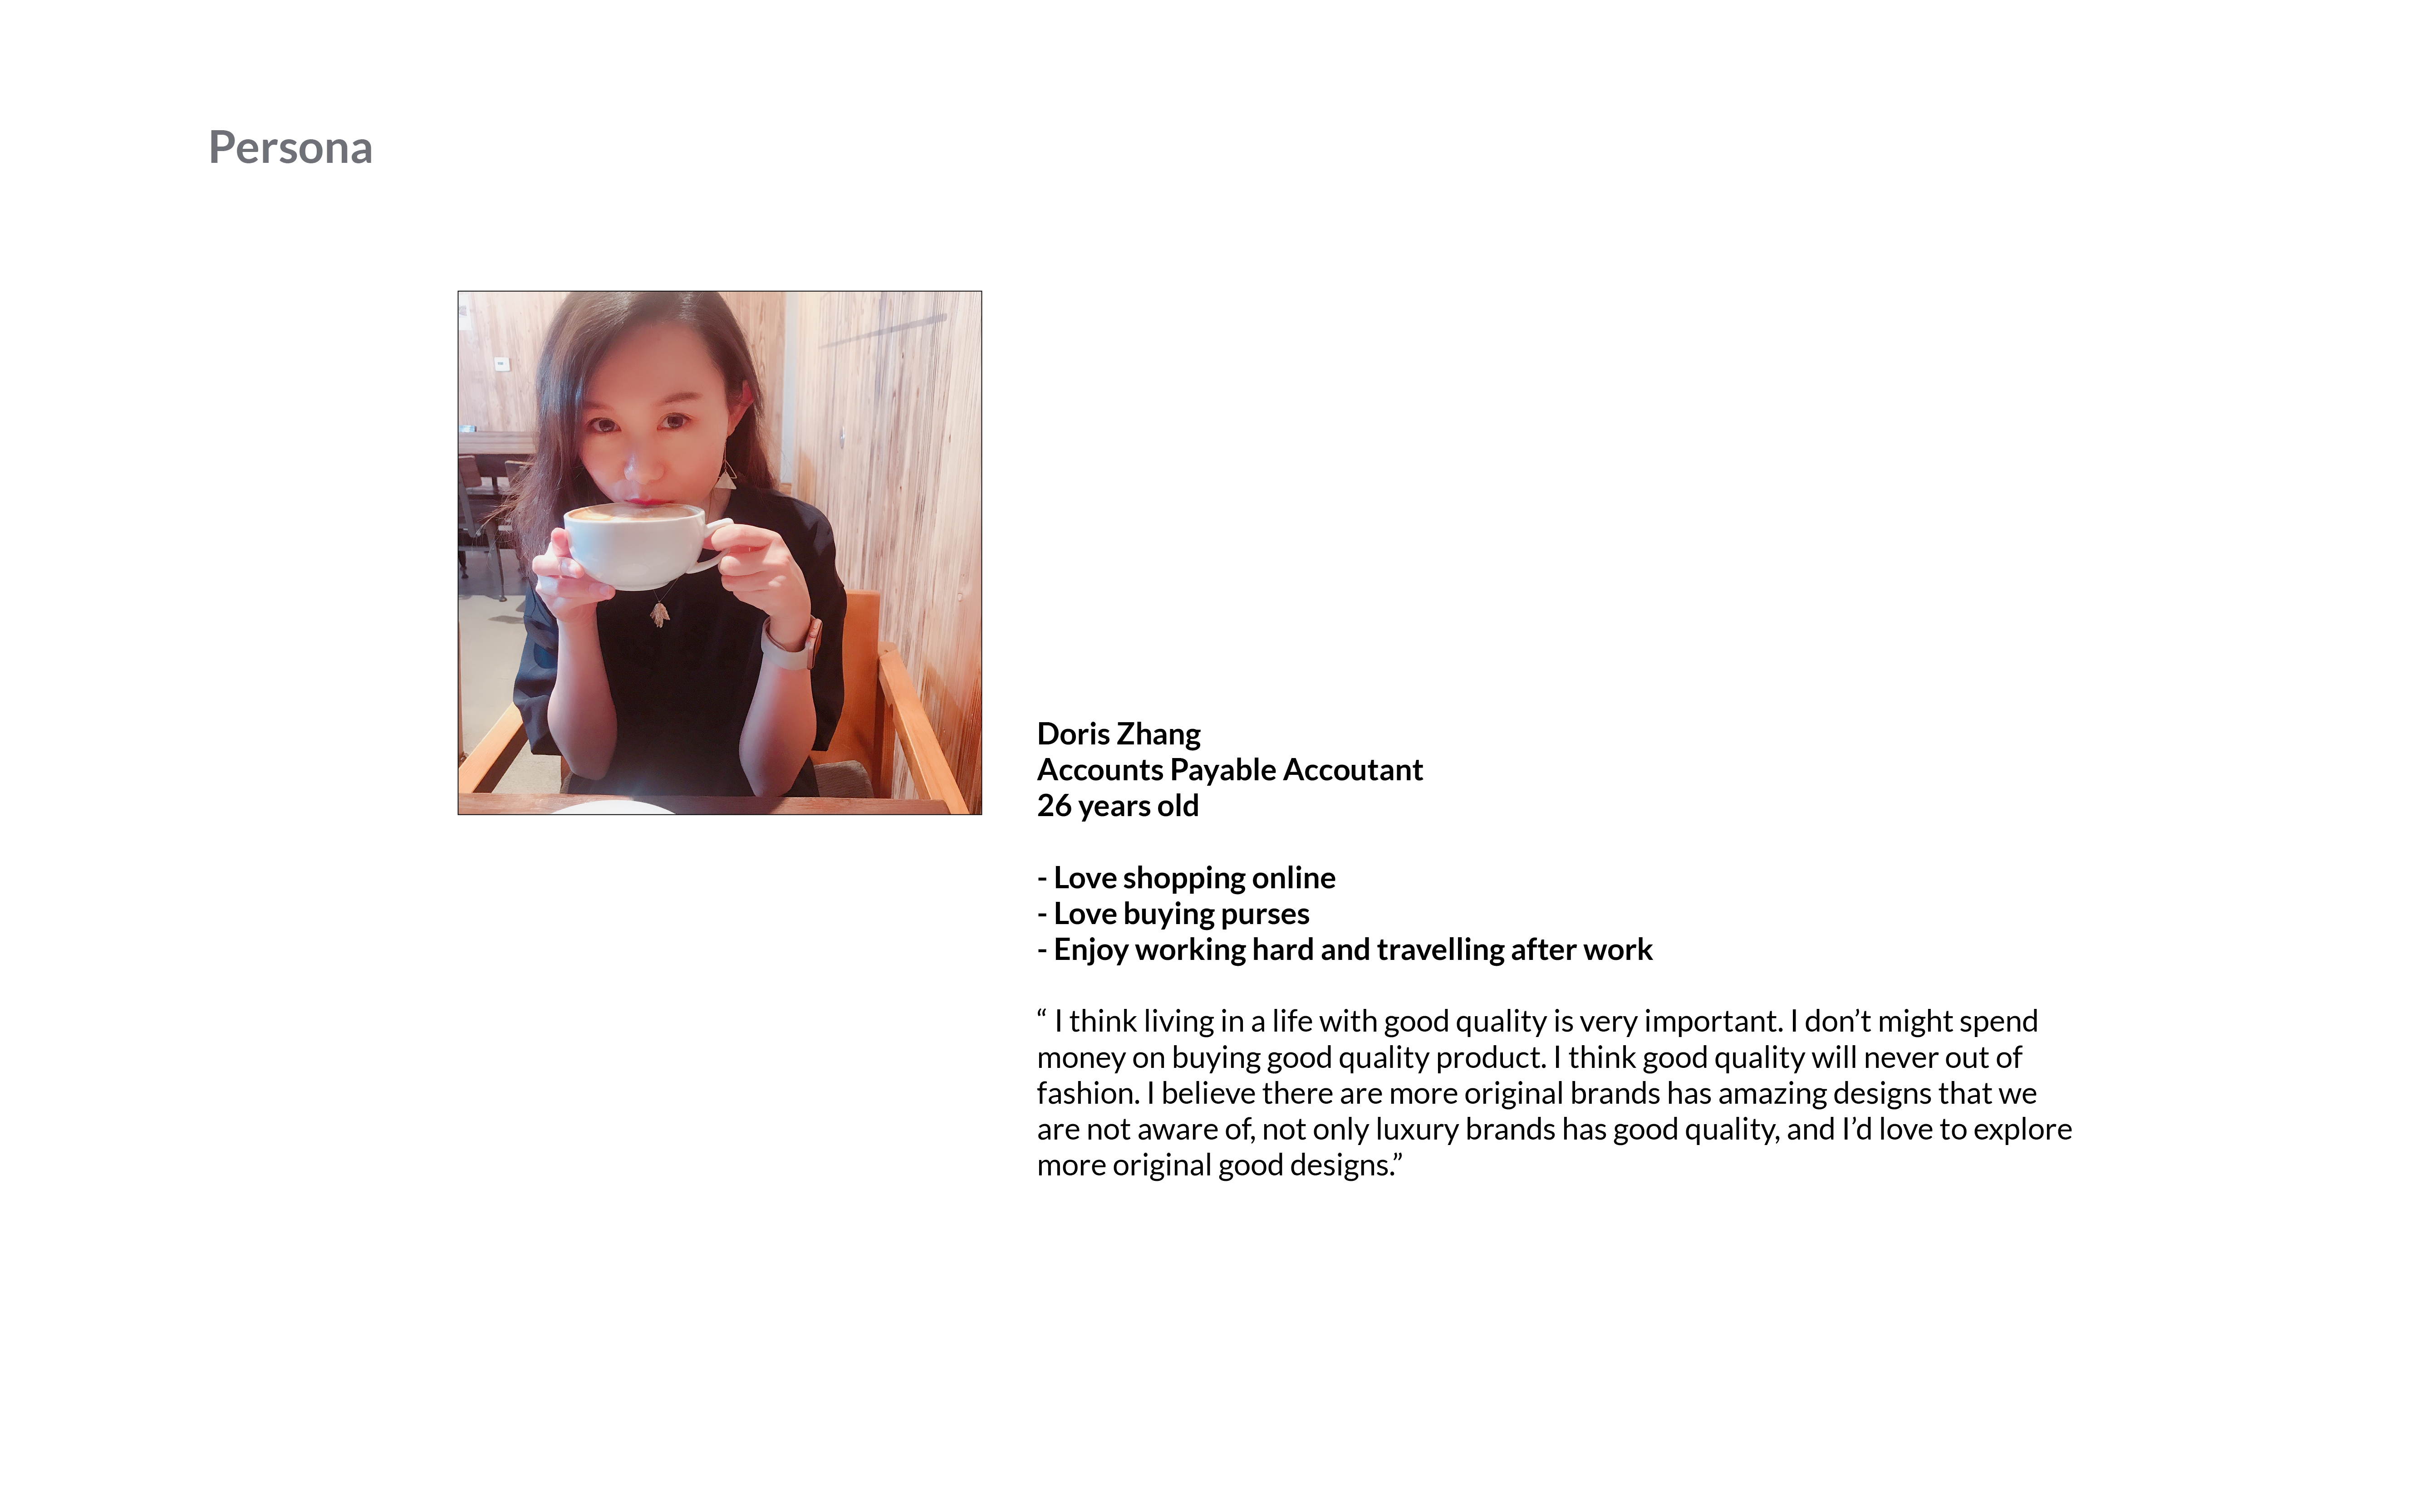 Persona
Doris Zhang
Accounts Payable Accoutant
26 years old
- Love shopping online
- Love buying purses
- Enjoy working hard and travelling after work
“ I think living in a life with good quality is very important. I don’t might spend
money on buying good quality product. I think good quality will never out of
fashion. I believe there are more original brands has amazing designs that we
are not aware of, not only luxury brands has good quality, and I’d love to explore
more original good designs.”